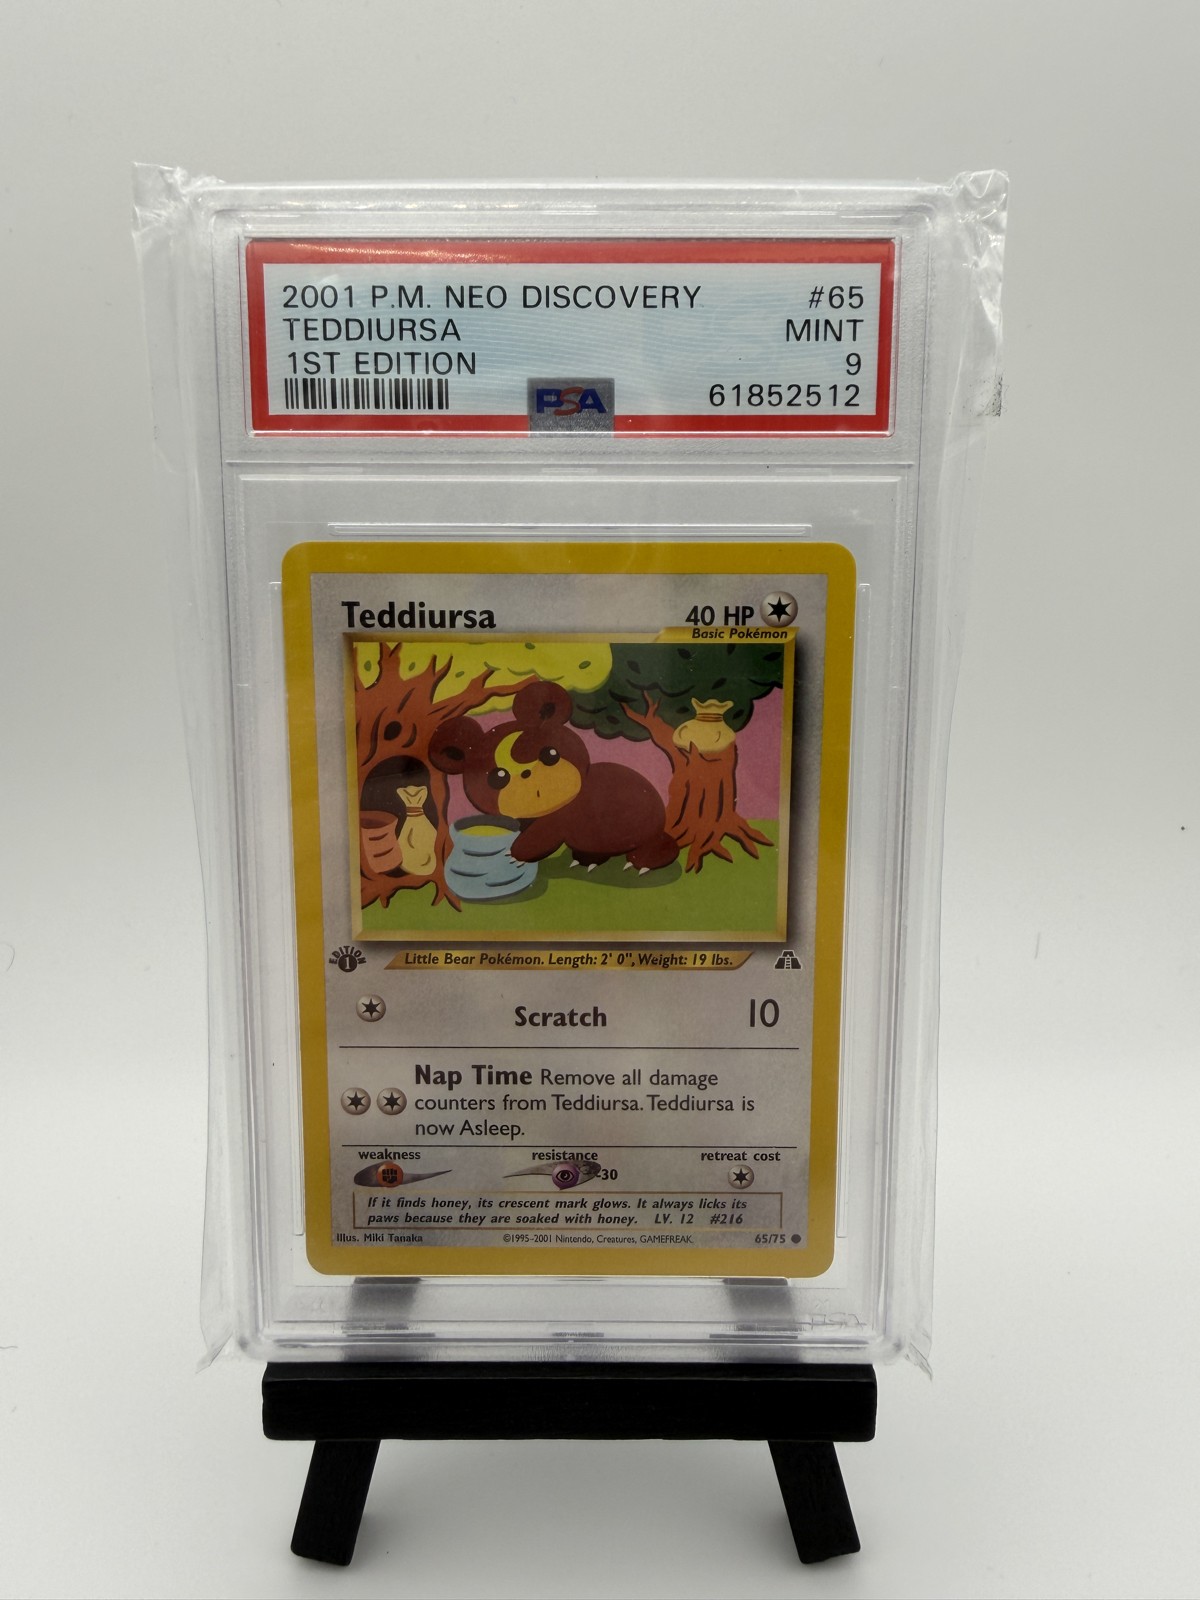 2001 P.M. NEO DISCOVERY #65
TEDDIURSA MINT
1ST EDITION 9
PSA 61852512
Teddiursa 40 HP
Basic Pokémon
EDITION 1
Little Bear Pokémon. Length: 2' 0", Weight: 19 lbs.
Scratch 10
Nap Time Remove all damage
counters from Teddiursa. Teddiursa is
now Asleep.
weakness resistance retreat cost
-30
If it finds honey, its crescent mark glows. It always licks its
paws because they are soaked with honey. LV. 12 #216
Illus. Miki Tanaka ©1995-2001 Nintendo, Creatures, GAMEFREAK. 65/75 ●